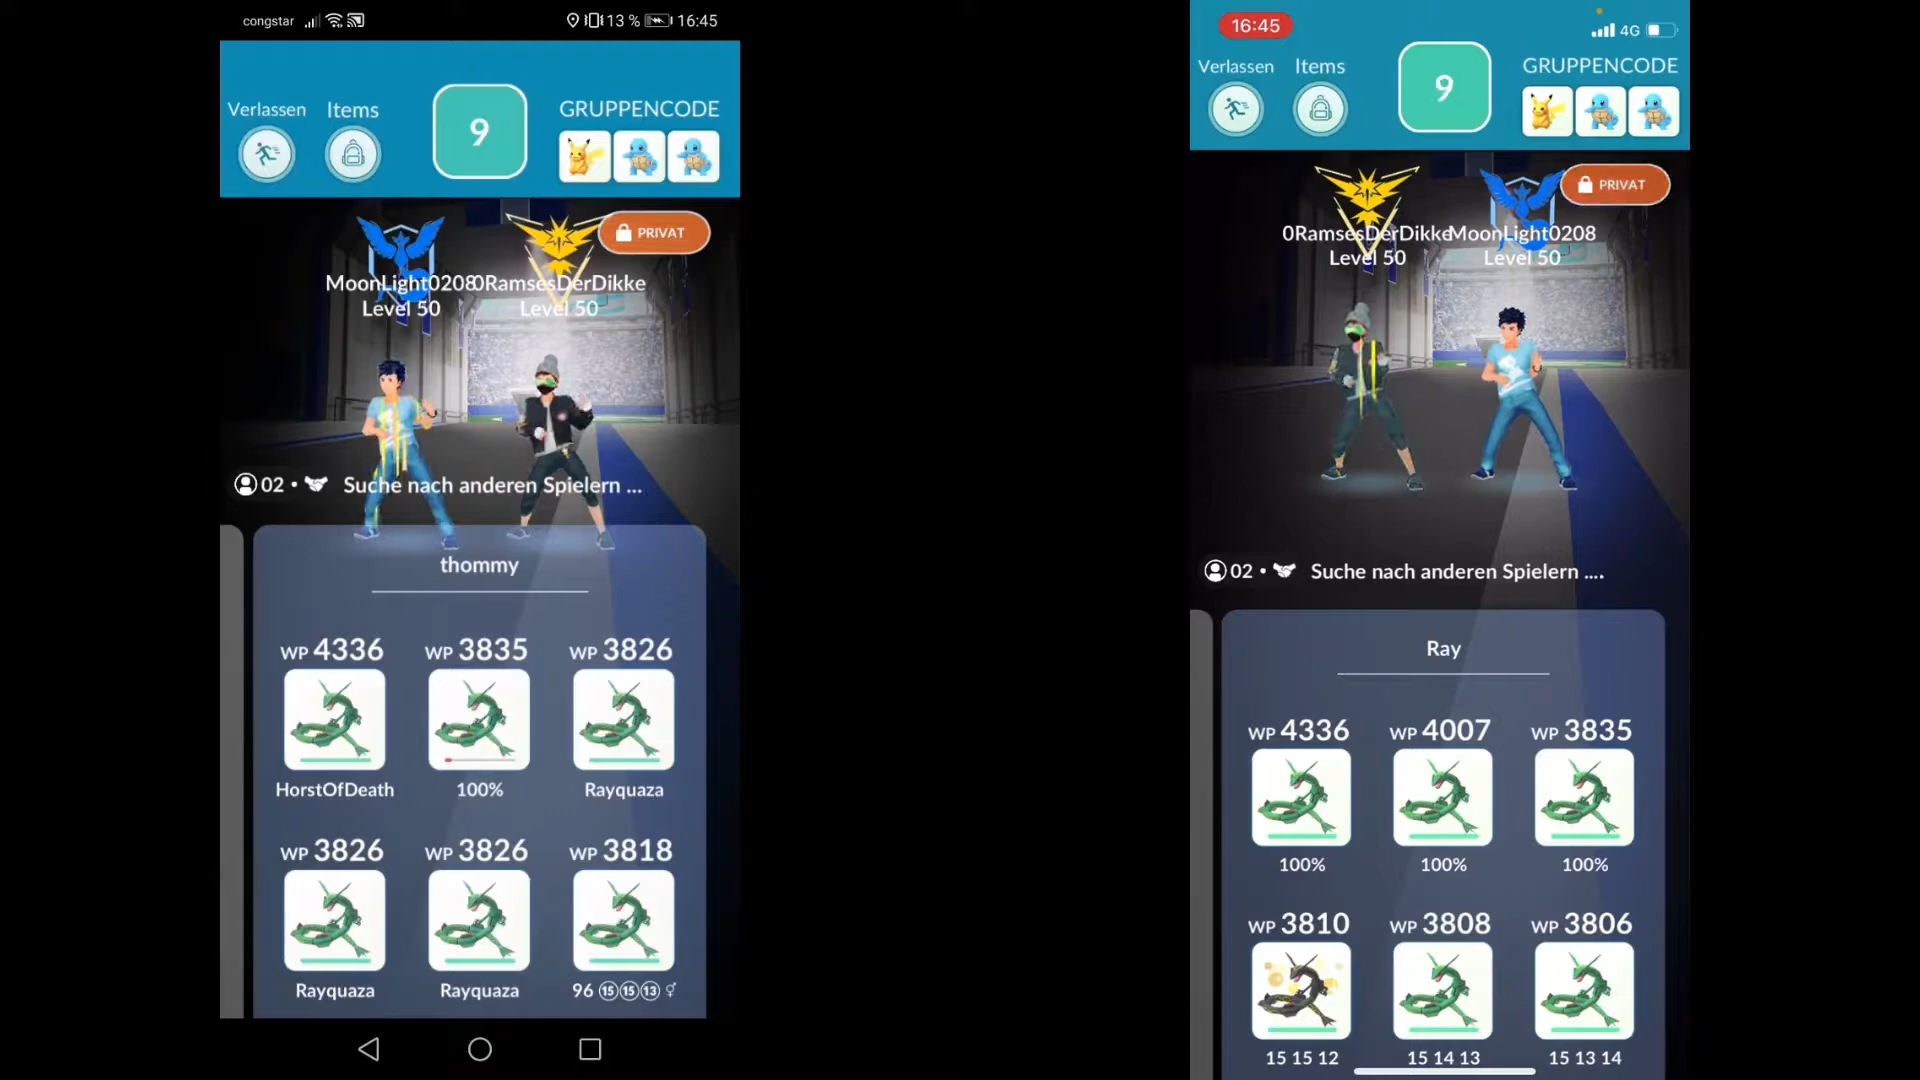 congstar 13 % 16:45
Verlassen Items 9 GRUPPENCODE
PRIVAT
MoonLight0208 0RamsesDerDikke
Level 50 Level 50
02 • Suche nach anderen Spielern ...
thommy
WP 4336 WP 3835 WP 3826
HorstOfDeath 100% Rayquaza
WP 3826 WP 3826 WP 3818
Rayquaza Rayquaza 96 15 15 13 ⚥
16:45 4G
Verlassen Items 9 GRUPPENCODE
PRIVAT
0RamsesDerDikke MoonLight0208
Level 50 Level 50
02 • Suche nach anderen Spielern ....
Ray
WP 4336 WP 4007 WP 3835
100% 100% 100%
WP 3810 WP 3808 WP 3806
15 15 12 15 14 13 15 13 14